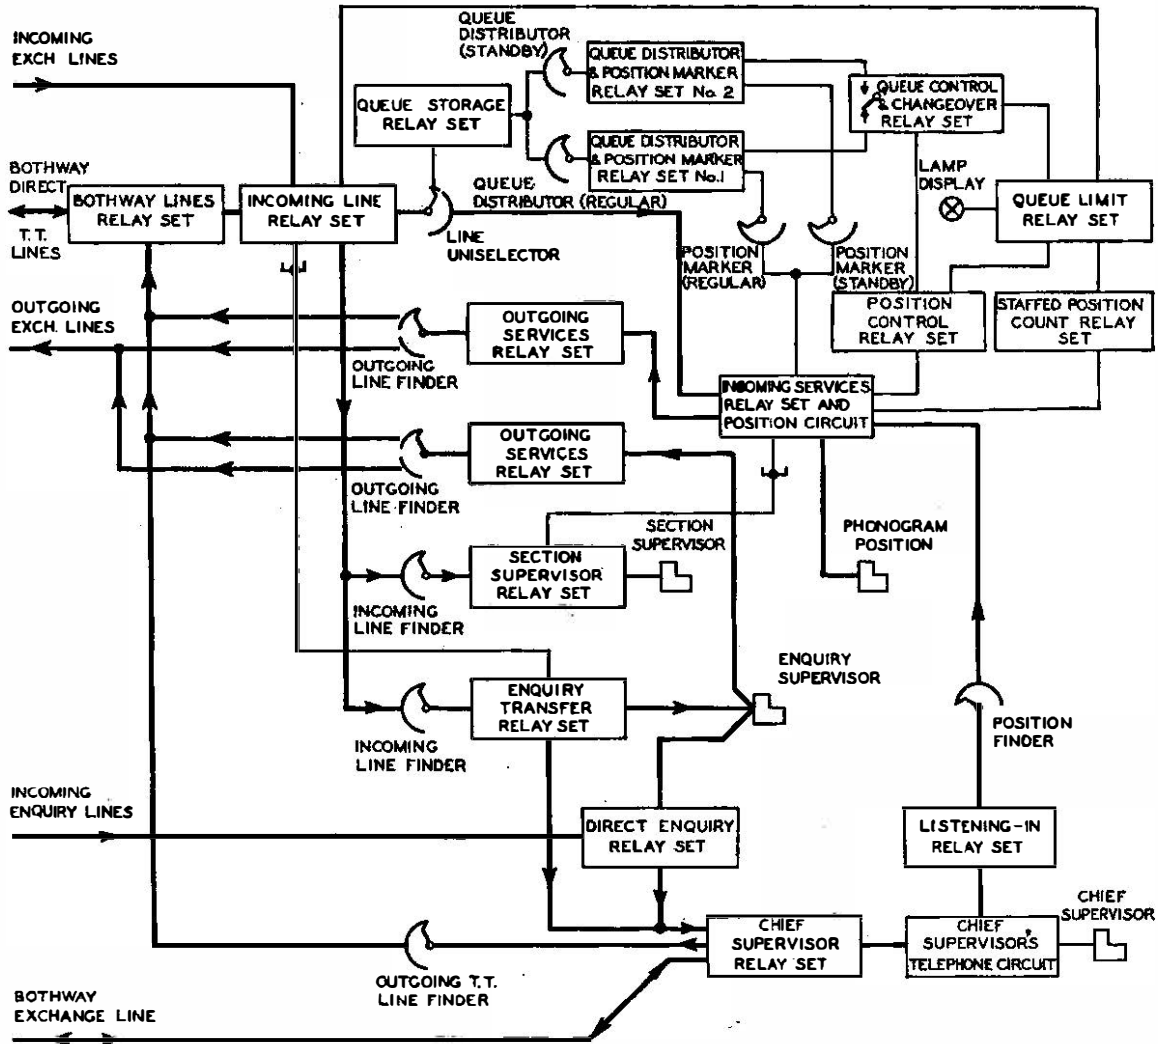 INCOMING
EXCH. LINES
QUEUE
DISTRIBUTOR
(STANDBY)
QUEUE DISTRIBUTOR
& POSITION MARKER
RELAY SET No. 2
QUEUE STORAGE
RELAY SET
QUEUE CONTROL
& CHANGEOVER
RELAY SET
QUEUE DISTRIBUTOR
& POSITION MARKER
RELAY SET No.1
BOTHWAY
DIRECT
T.T.
LINES
BOTHWAY LINES
RELAY SET
INCOMING LINE
RELAY SET
QUEUE
DISTRIBUTOR (REGULAR)
LINE
UNISELECTOR
LAMP
DISPLAY
QUEUE LIMIT
RELAY SET
POSITION
MARKER
(REGULAR)
POSITION
MARKER
(STANDBY)
OUTGOING
EXCH. LINES
OUTGOING
SERVICES
RELAY SET
POSITION
CONTROL
RELAY SET
STAFFED POSITION
COUNT RELAY
SET
OUTGOING
LINE FINDER
INCOMING SERVICES
RELAY SET AND
POSITION CIRCUIT
OUTGOING
SERVICES
RELAY SET
OUTGOING
LINE FINDER
SECTION
SUPERVISOR
PHONOGRAM
POSITION
SECTION
SUPERVISOR
RELAY SET
INCOMING
LINE FINDER
ENQUIRY
SUPERVISOR
ENQUIRY
TRANSFER
RELAY SET
INCOMING
LINE FINDER
POSITION
FINDER
INCOMING
ENQUIRY LINES
DIRECT ENQUIRY
RELAY SET
LISTENING-IN
RELAY SET
CHIEF
SUPERVISOR
CHIEF
SUPERVISOR
RELAY SET
CHIEF
SUPERVISOR'S
TELEPHONE CIRCUIT
OUTGOING T.T.
LINE FINDER
BOTHWAY
EXCHANGE LINE